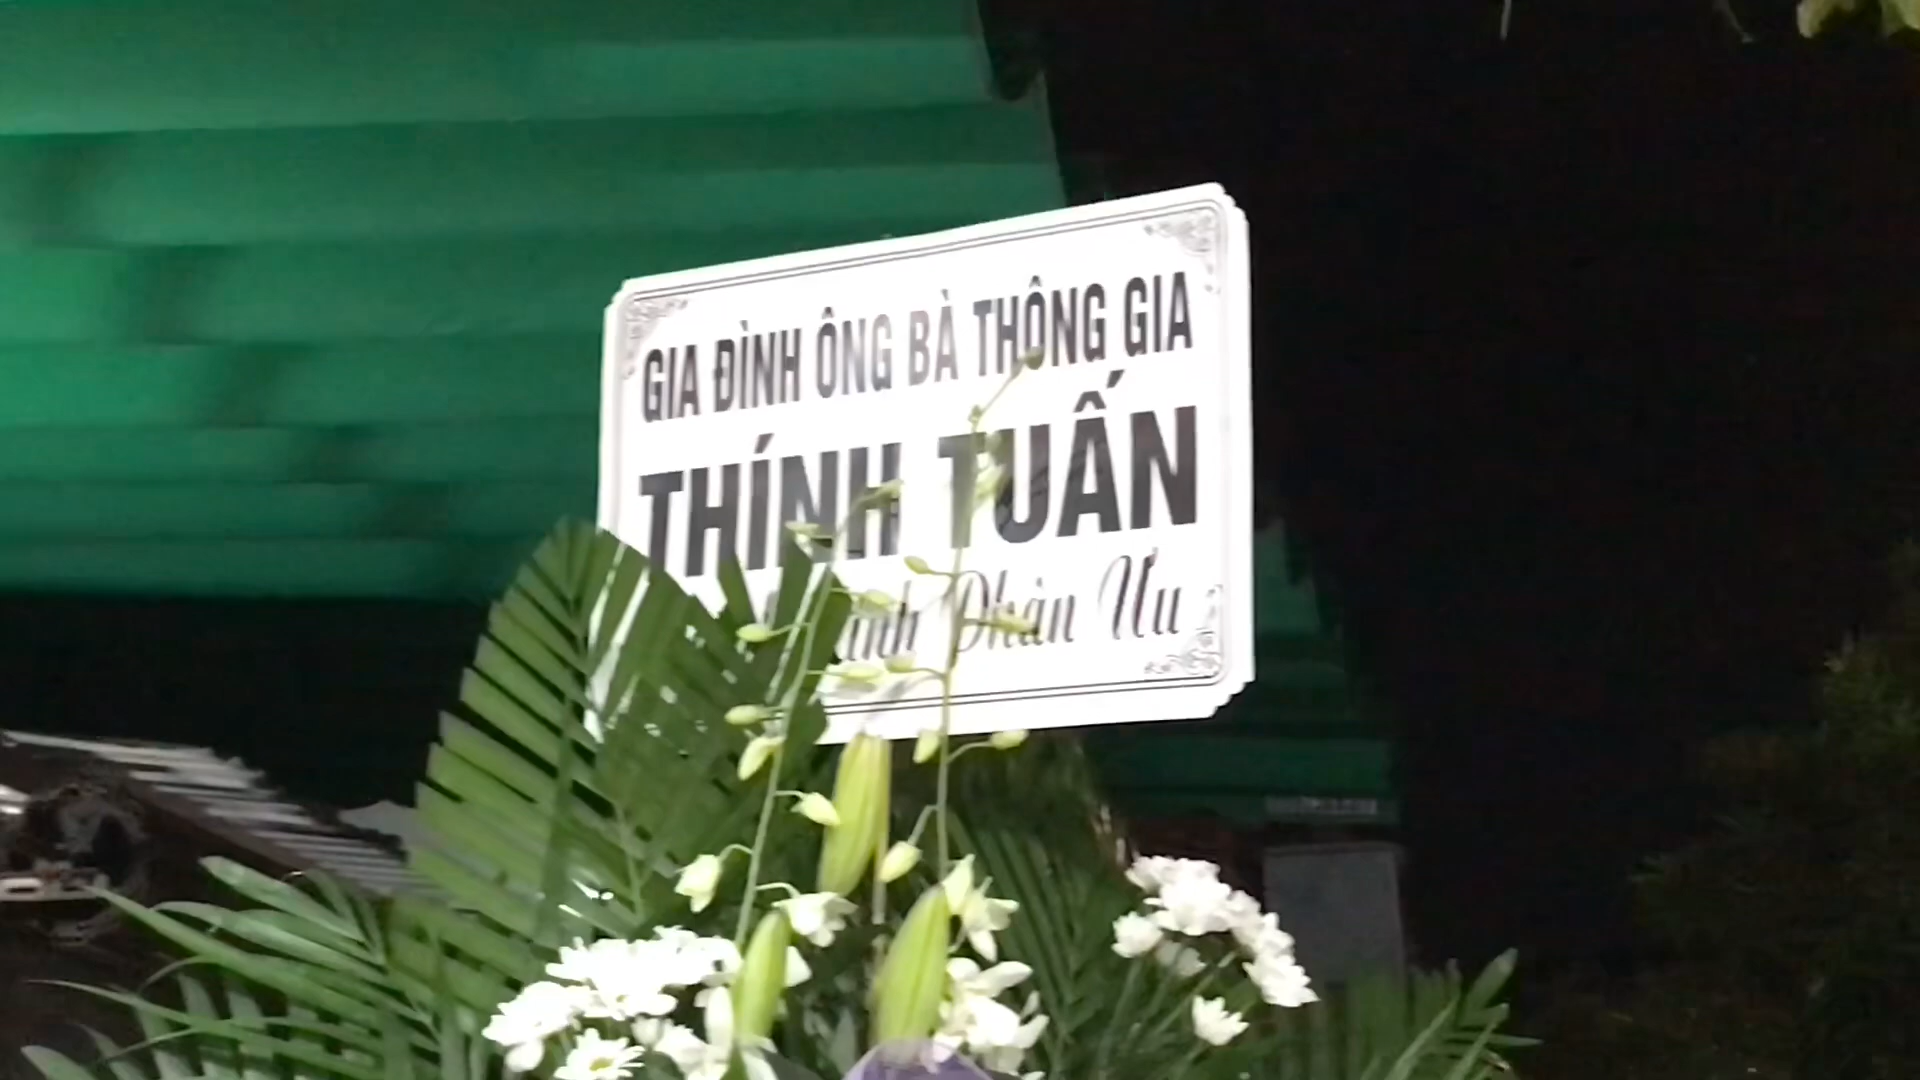 GIA ĐÌNH ÔNG BÀ THÔNG GIA
THÍNH TUẤN
Phân Ưu